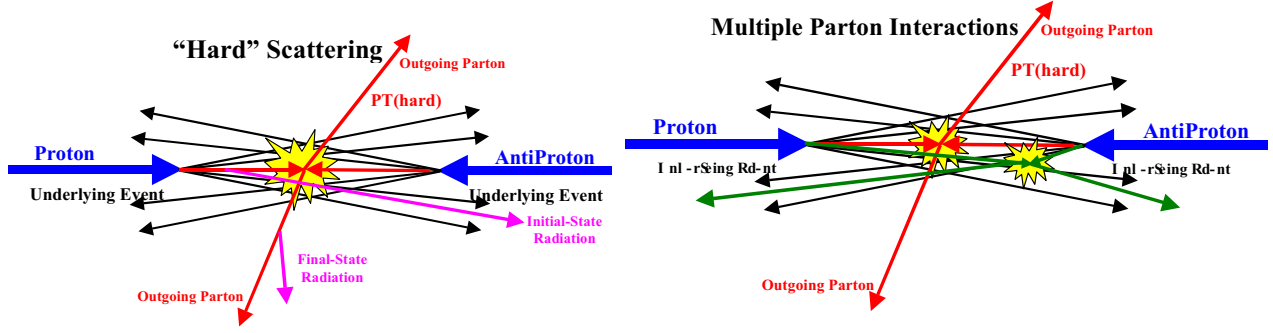 “Hard” Scattering
Outgoing Parton
PT(hard)
Proton
AntiProton
Underlying Event
Underlying Event
Initial-State
Radiation
Final-State
Radiation
Outgoing Parton
Multiple Parton Interactions
Outgoing Parton
PT(hard)
Proton
AntiProton
Outgoing Parton